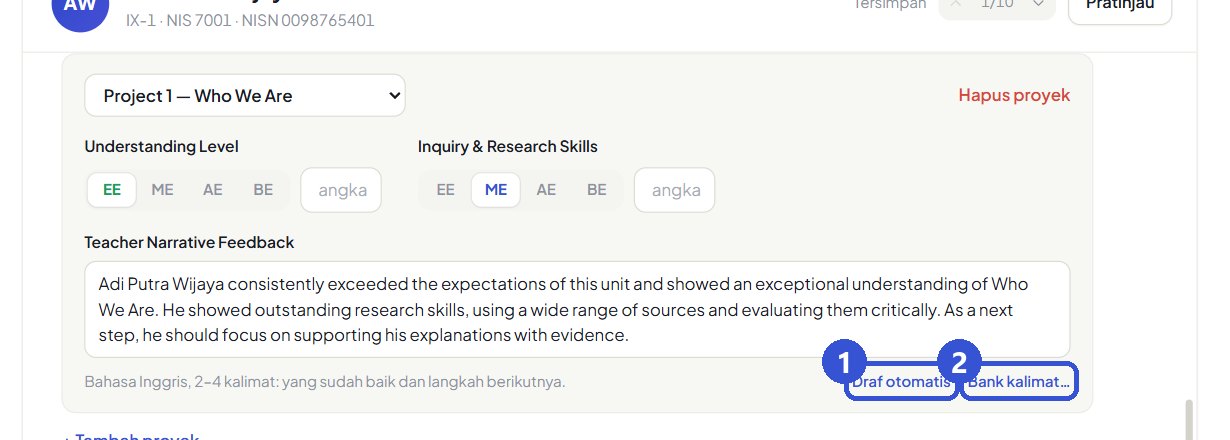 AW
IX-1 · NIS 7001 · NISN 0098765401
Tersimpan
1/10
Pratinjau
Project 1 — Who We Are
Hapus proyek
Understanding Level
Inquiry & Research Skills
EE ME AE BE angka
EE ME AE BE angka
Teacher Narrative Feedback
Adi Putra Wijaya consistently exceeded the expectations of this unit and showed an exceptional understanding of Who
We Are. He showed outstanding research skills, using a wide range of sources and evaluating them critically. As a next
step, he should focus on supporting his explanations with evidence.
1
2
Bahasa Inggris, 2–4 kalimat: yang sudah baik dan langkah berikutnya.
Draf otomatis
Bank kalimat...
+ Tambah proyek